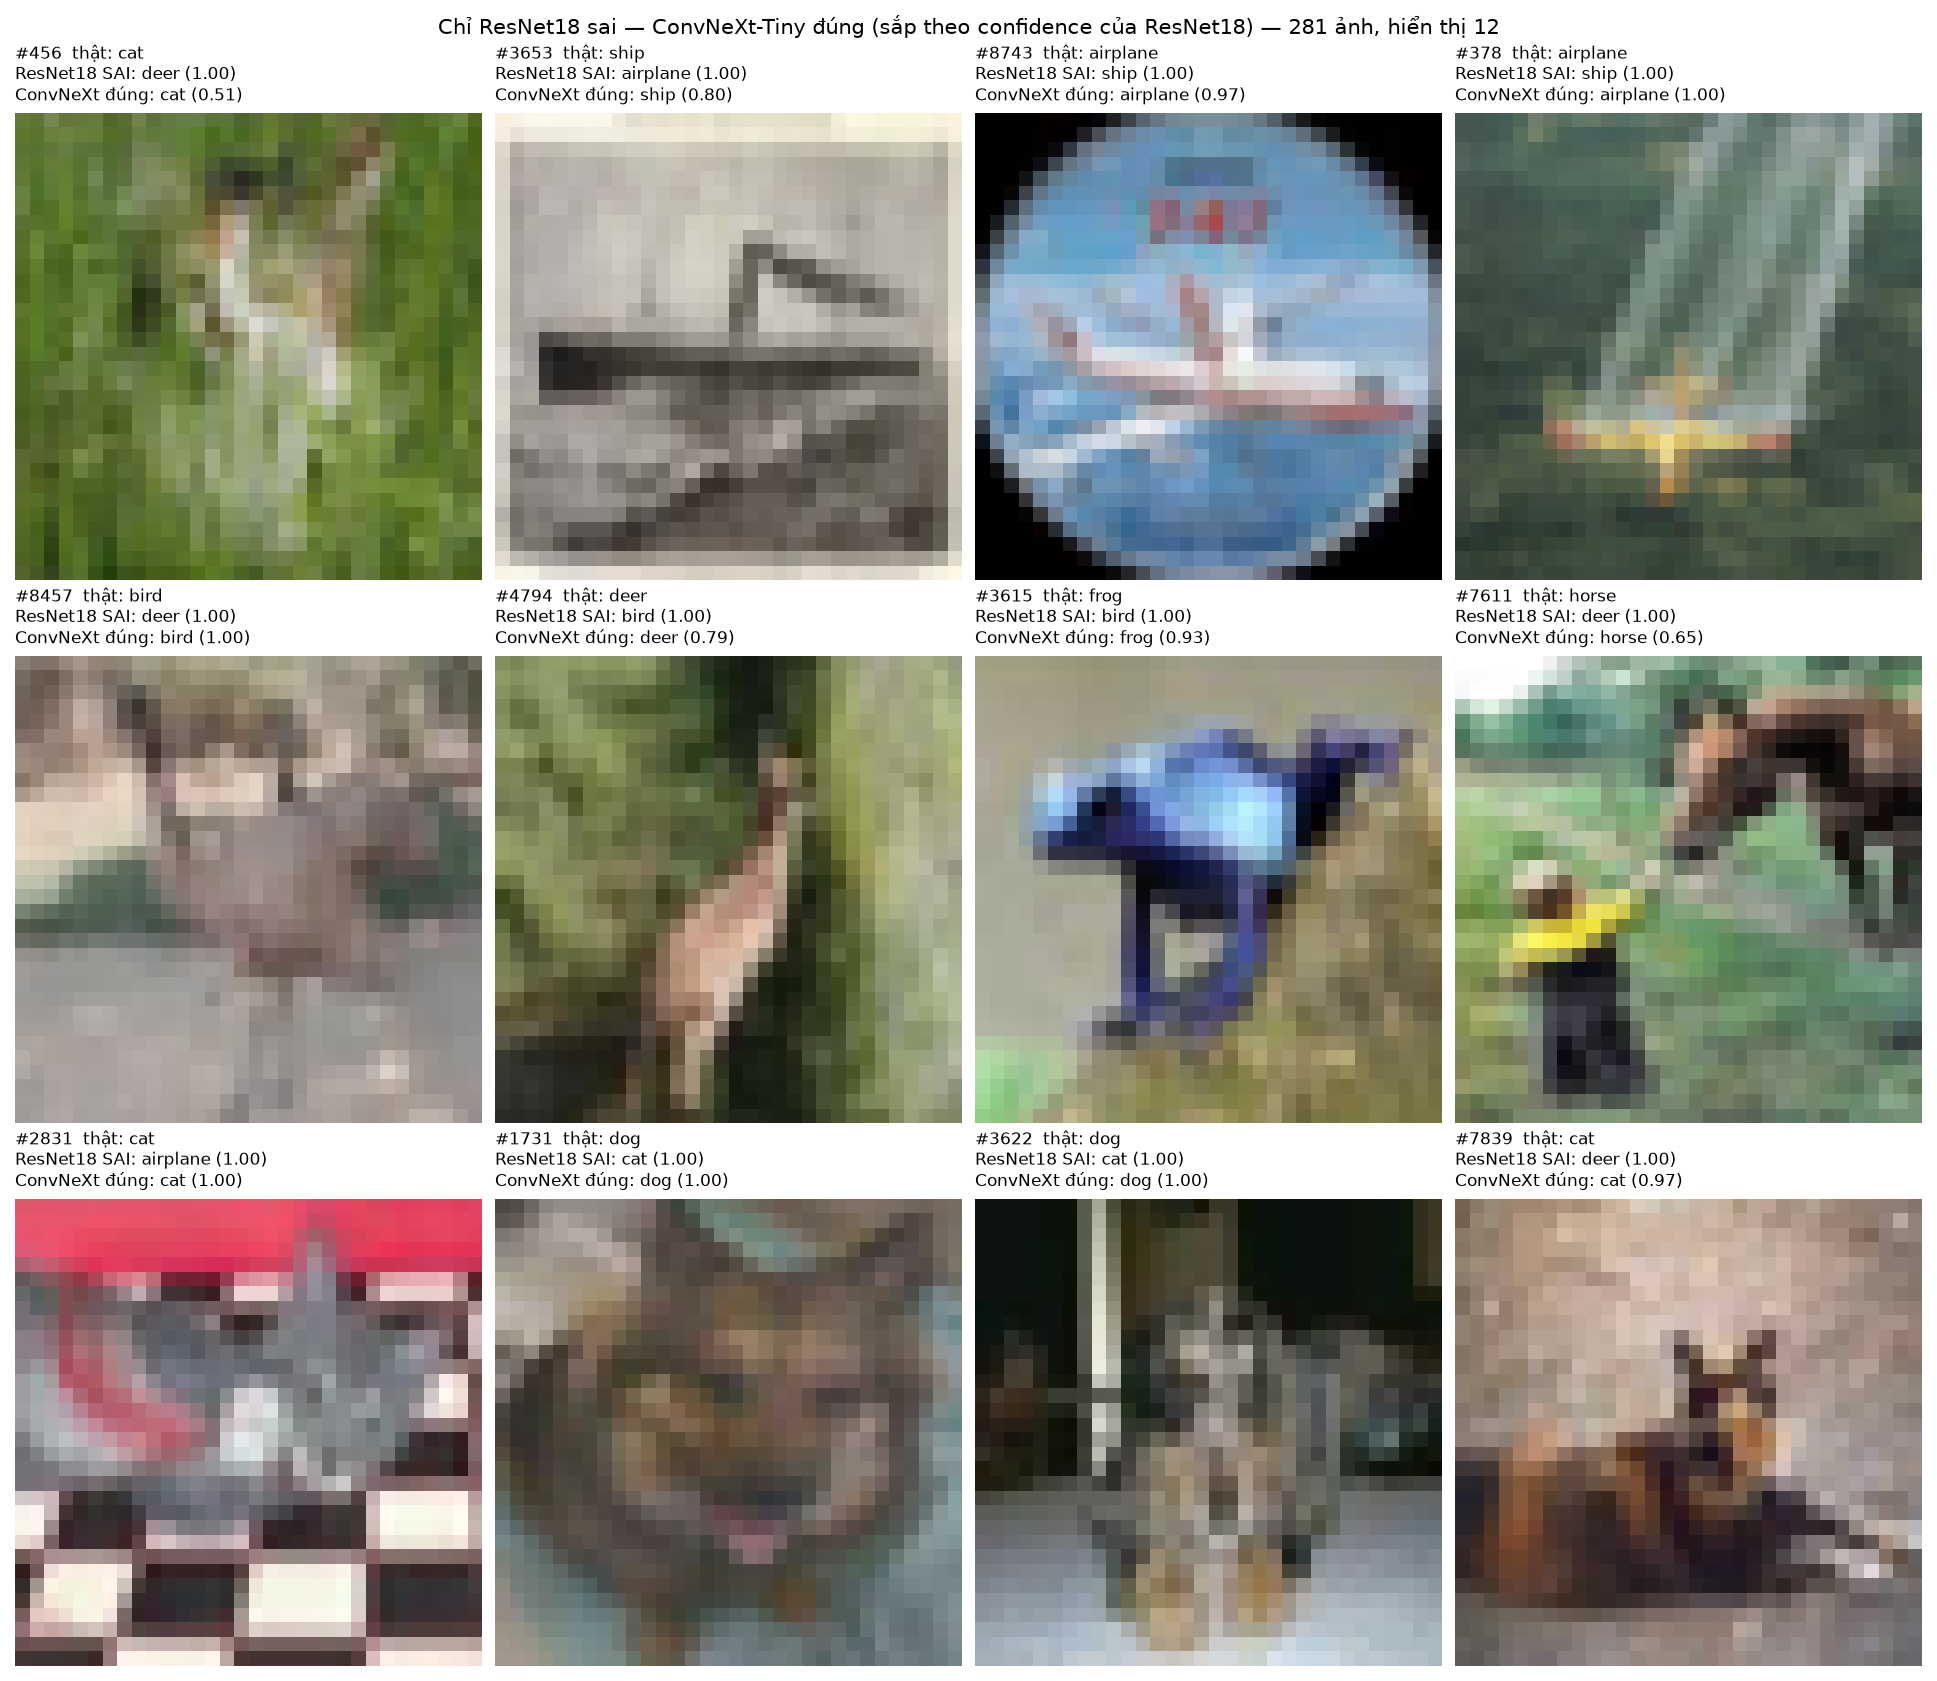 Chỉ ResNet18 sai — ConvNeXt-Tiny đúng (sắp theo confidence của ResNet18) — 281 ảnh, hiển thị 12
#456  thật: cat
ResNet18 SAI: deer (1.00)
ConvNeXt đúng: cat (0.51)
#3653  thật: ship
ResNet18 SAI: airplane (1.00)
ConvNeXt đúng: ship (0.80)
#8743  thật: airplane
ResNet18 SAI: ship (1.00)
ConvNeXt đúng: airplane (0.97)
#378  thật: airplane
ResNet18 SAI: ship (1.00)
ConvNeXt đúng: airplane (1.00)
#8457  thật: bird
ResNet18 SAI: deer (1.00)
ConvNeXt đúng: bird (1.00)
#4794  thật: deer
ResNet18 SAI: bird (1.00)
ConvNeXt đúng: deer (0.79)
#3615  thật: frog
ResNet18 SAI: bird (1.00)
ConvNeXt đúng: frog (0.93)
#7611  thật: horse
ResNet18 SAI: deer (1.00)
ConvNeXt đúng: horse (0.65)
#2831  thật: cat
ResNet18 SAI: airplane (1.00)
ConvNeXt đúng: cat (1.00)
#1731  thật: dog
ResNet18 SAI: cat (1.00)
ConvNeXt đúng: dog (1.00)
#3622  thật: dog
ResNet18 SAI: cat (1.00)
ConvNeXt đúng: dog (1.00)
#7839  thật: cat
ResNet18 SAI: deer (1.00)
ConvNeXt đúng: cat (0.97)